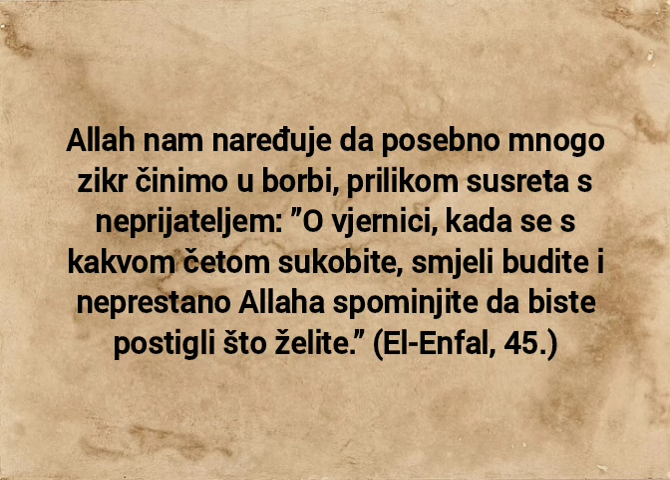 Allah nam naređuje da posebno mnogo
zikr činimo u borbi, prilikom susreta s
neprijateljem: ”O vjernici, kada se s
kakvom četom sukobite, smjeli budite i
neprestano Allaha spominjite da biste
postigli što želite.” (El-Enfal, 45.)